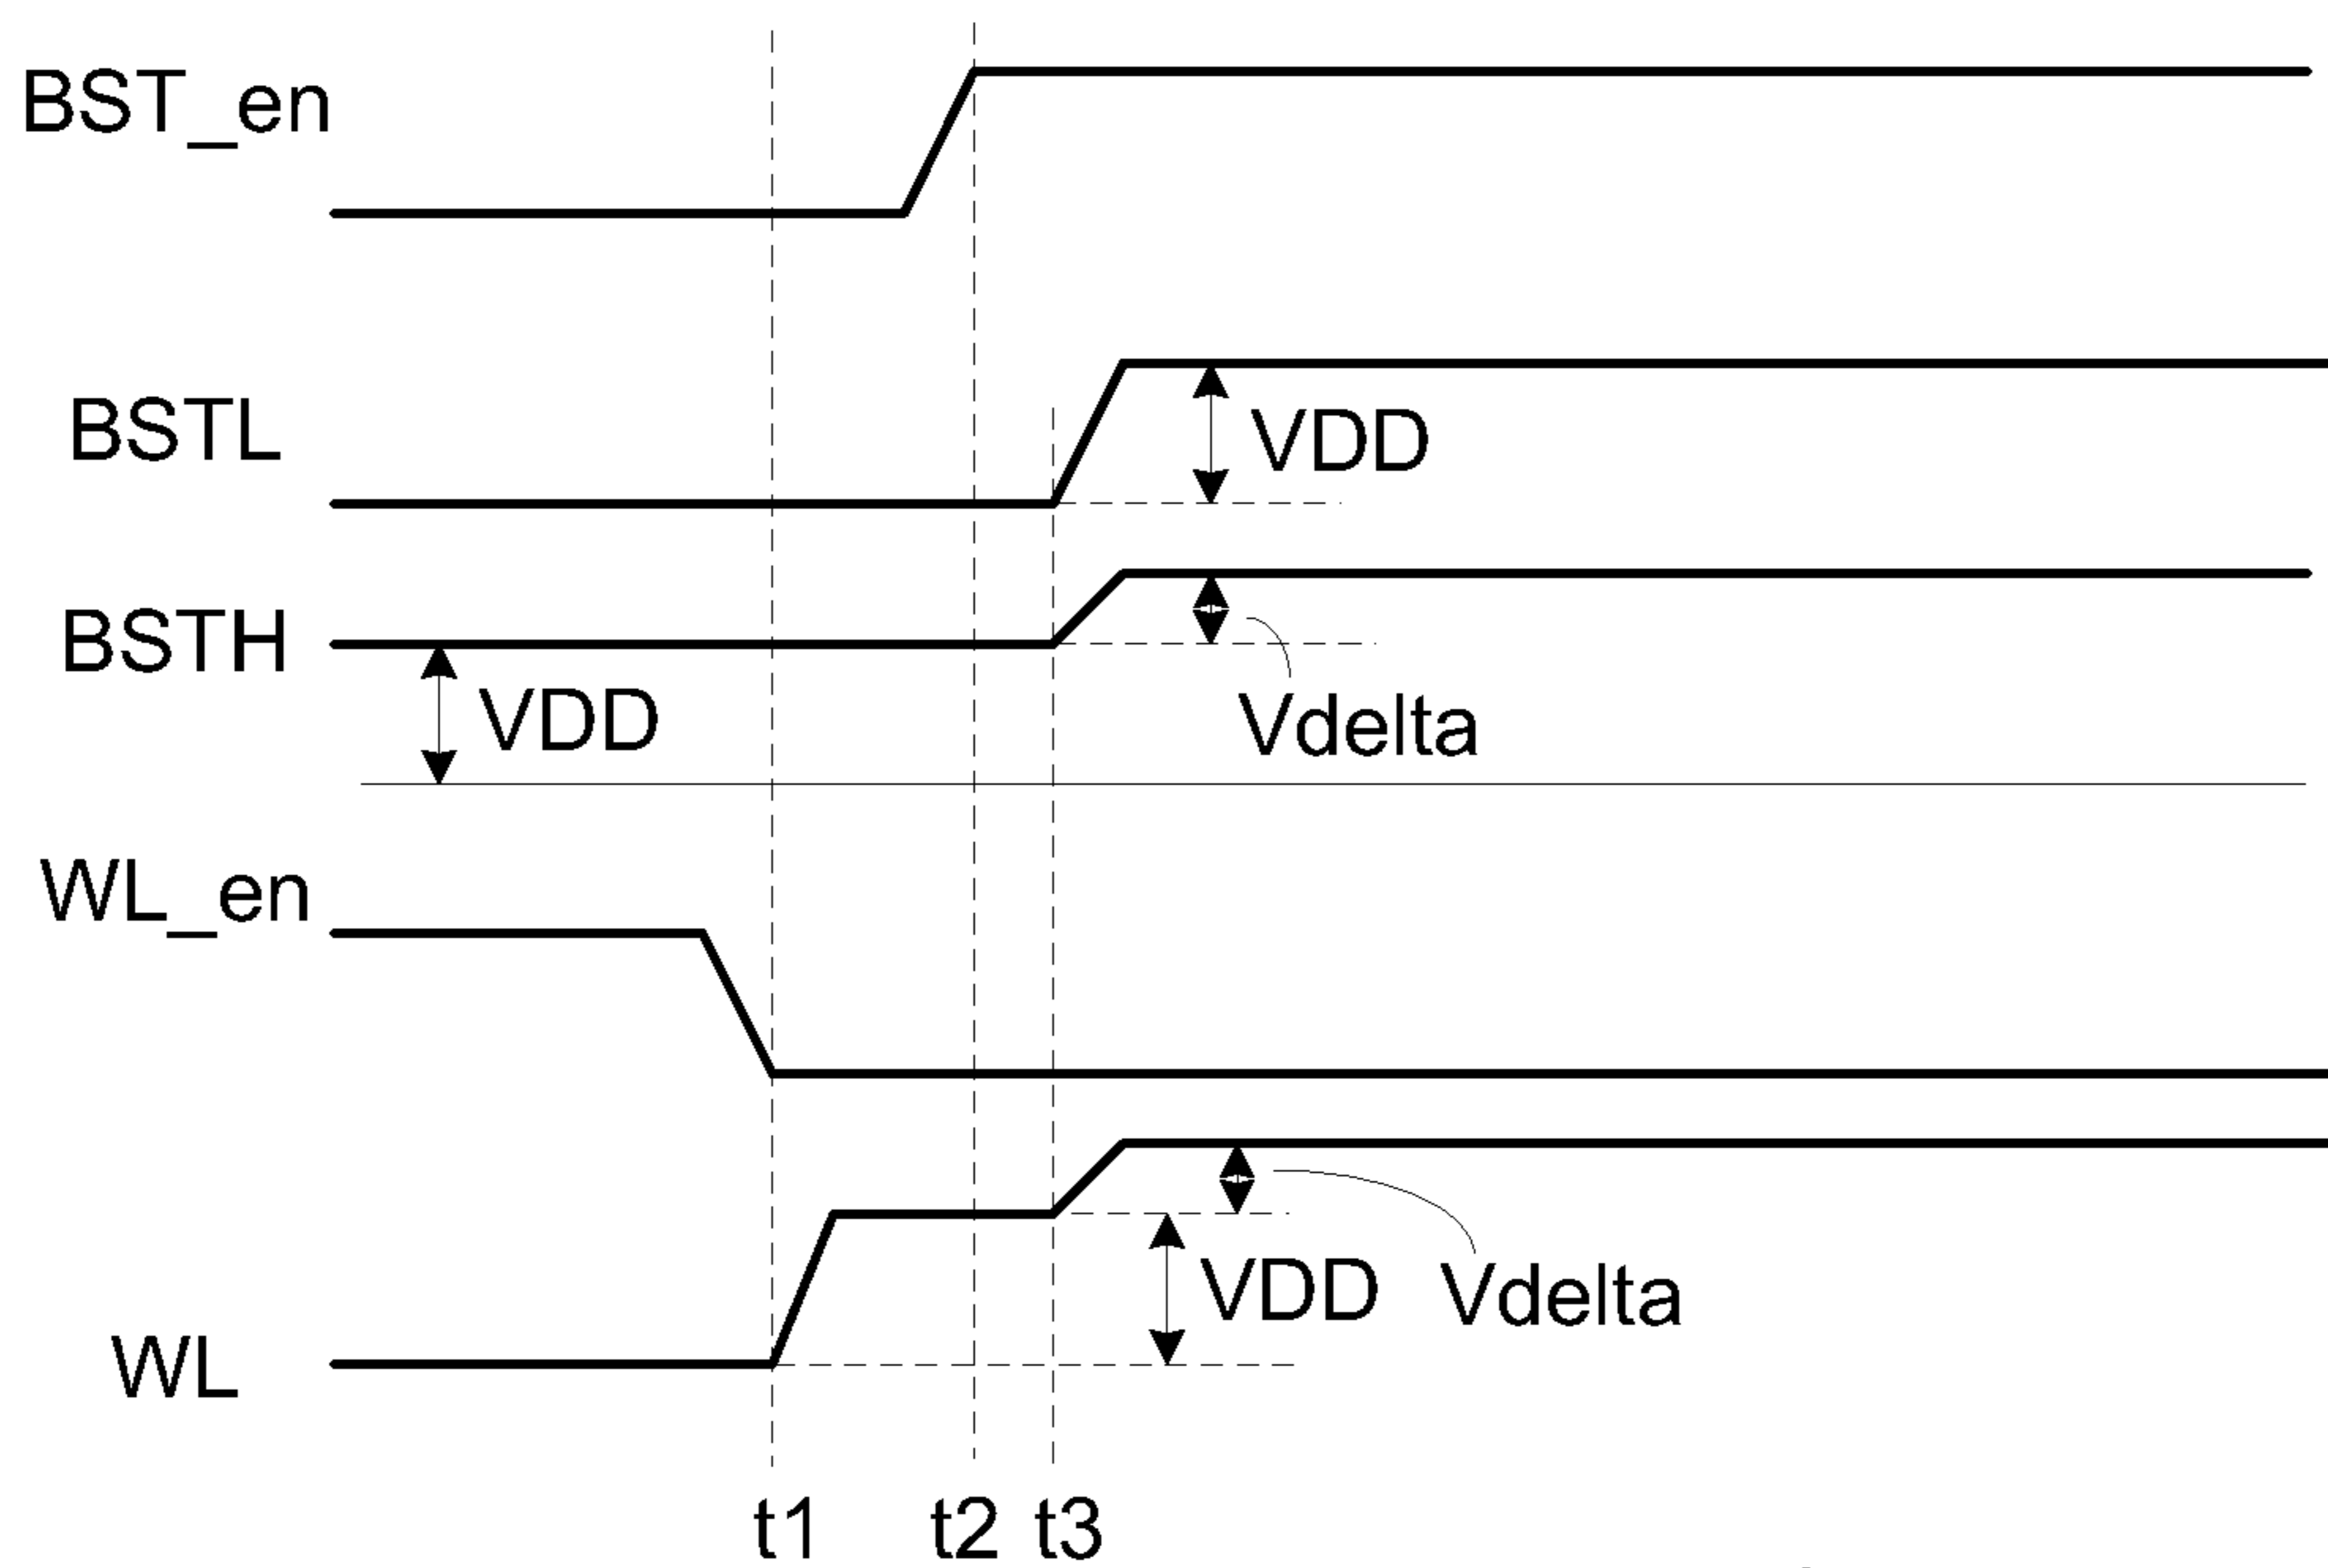 BST_en
BSTL
VDD
BSTH
VDD
Vdelta
WL_en
VDD
Vdelta
WL
t1 t2 t3